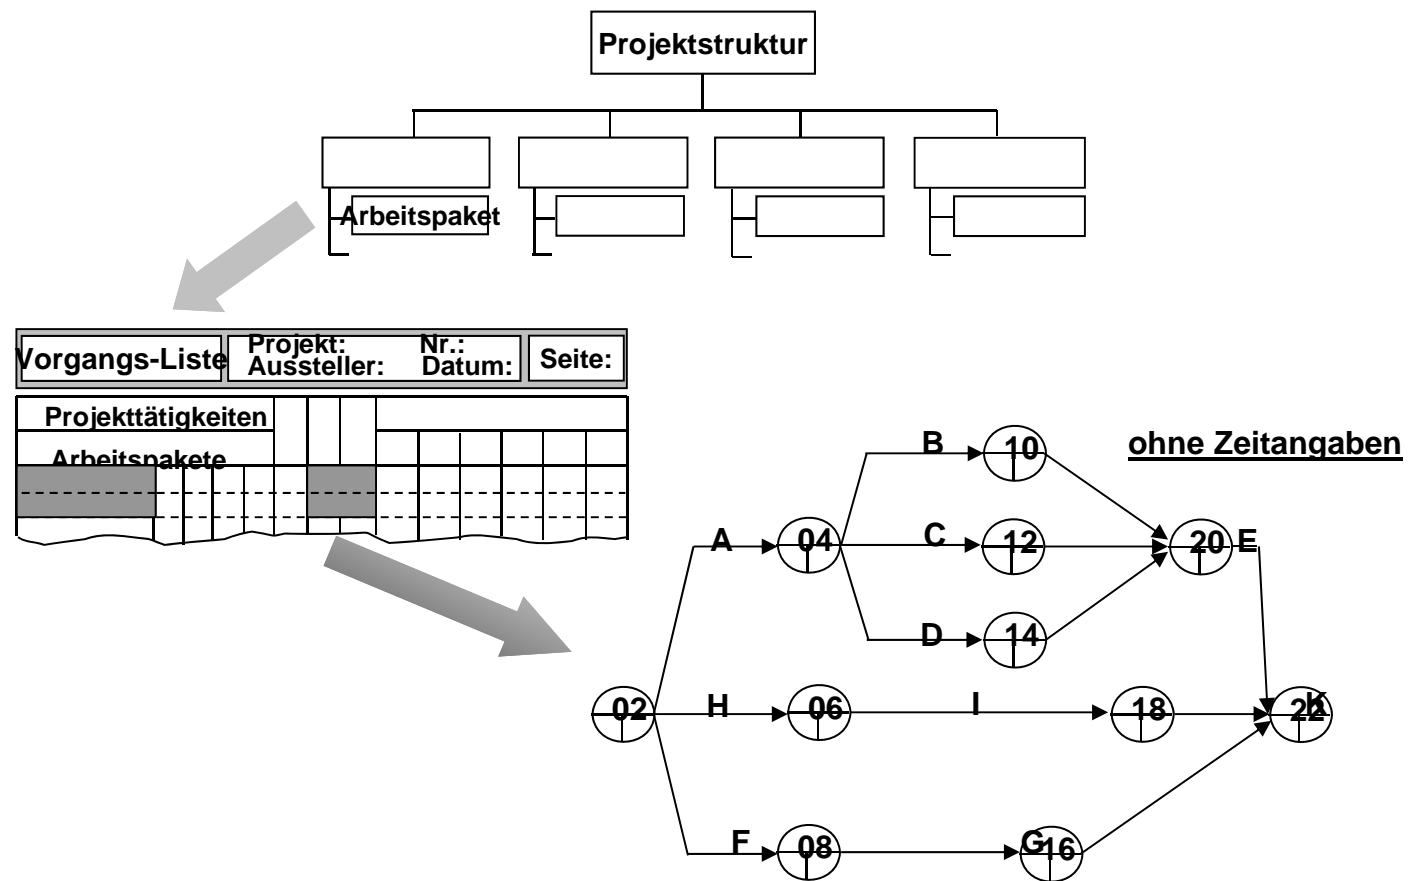 Projektstruktur
Arbeitspaket
Vorgangs-Liste
Projekt: Nr.:
Aussteller: Datum:
Seite:
Projekttätigkeiten
Arbeitspakete
ohne Zeitangaben
B 10
A 04 C 12 20 E
D 14
02 H 06 I 18 22 K
F 08 G 16